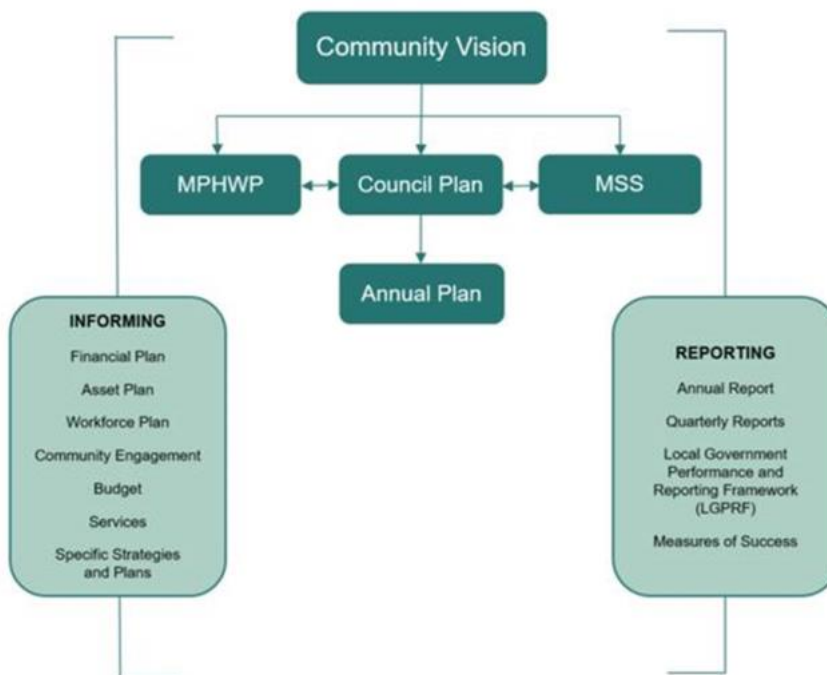 Community Vision
MPHWP
Council Plan
MSS
Annual Plan
INFORMING
Financial Plan
Asset Plan
Workforce Plan
Community Engagement
Budget
Services
Specific Strategies
and Plans
REPORTING
Annual Report
Quarterly Reports
Local Government
Performance and
Reporting Framework
(LGPRF)
Measures of Success